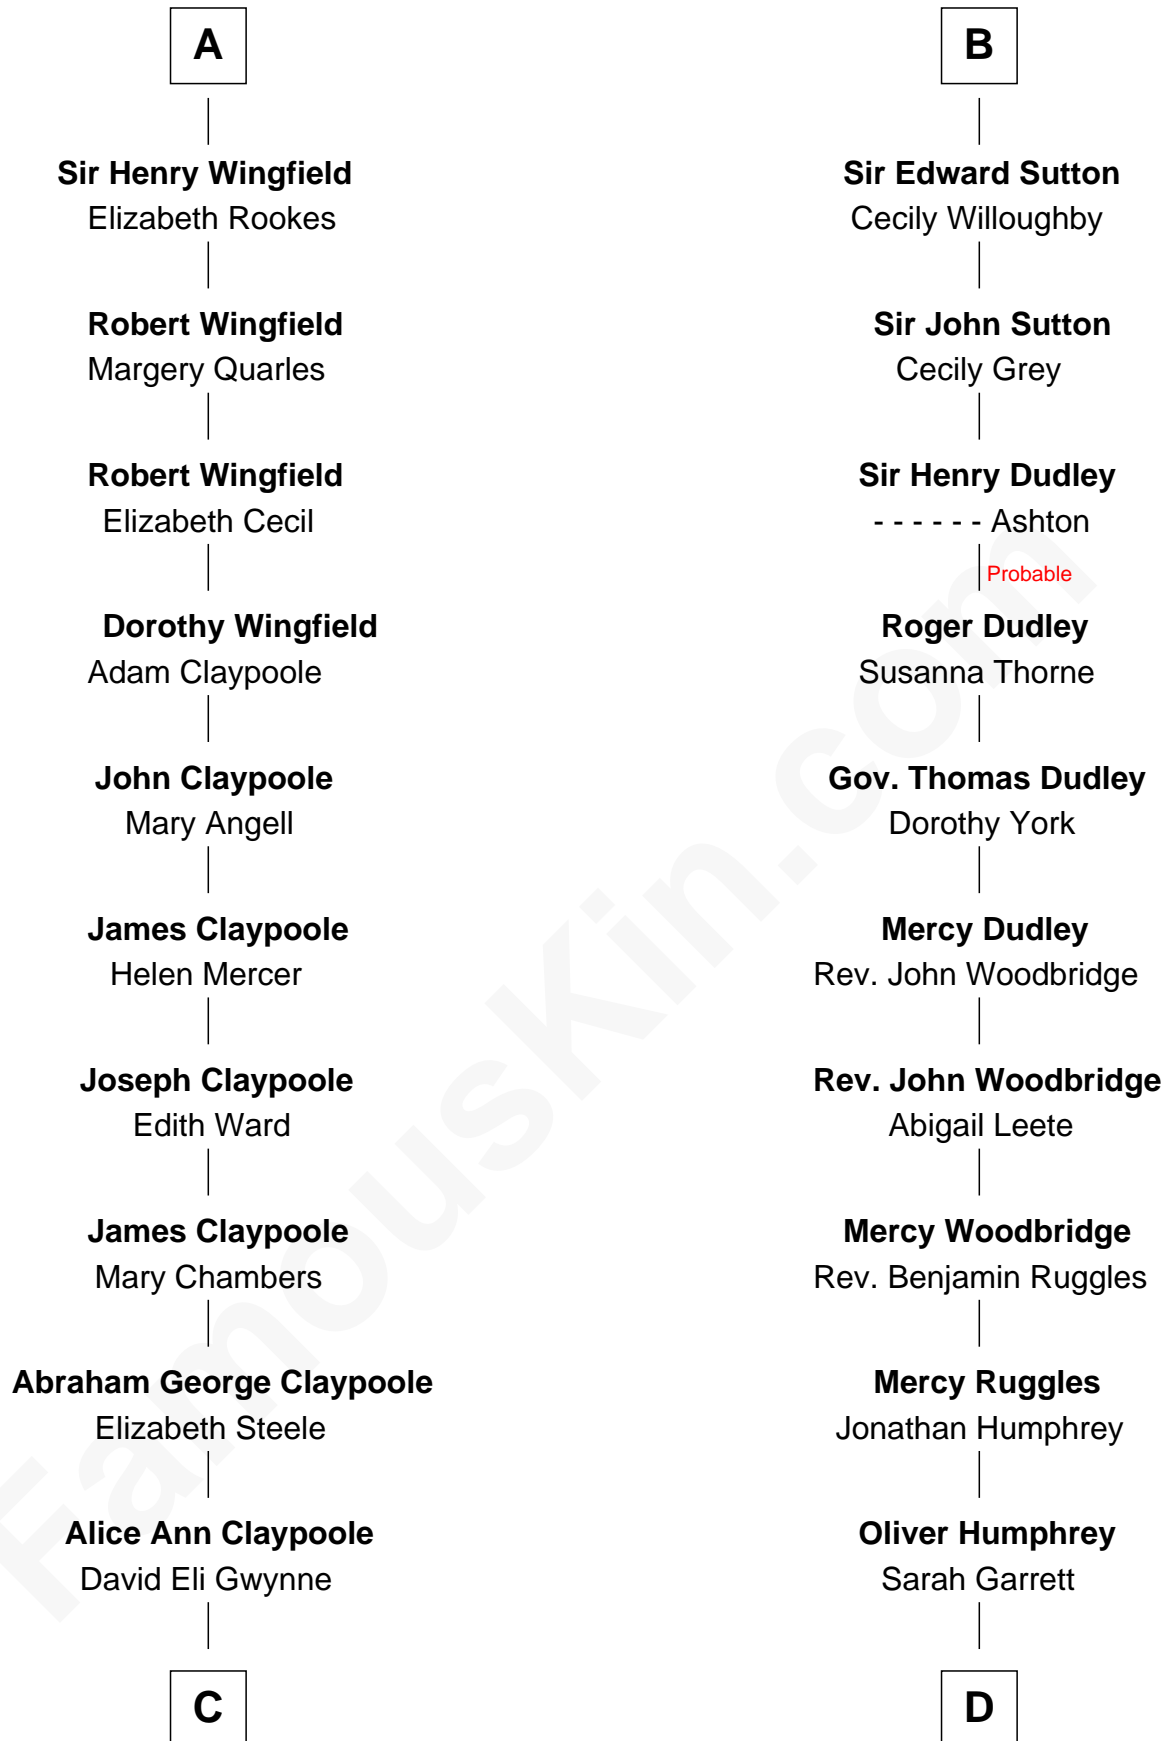 A
Sir Henry Wingfield
Elizabeth Rookes
Robert Wingfield
Margery Quarles
Robert Wingfield
Elizabeth Cecil
Dorothy Wingfield
Adam Claypoole
John Claypoole
Mary Angell
James Claypoole
Helen Mercer
Joseph Claypoole
Edith Ward
James Claypoole
Mary Chambers
Abraham George Claypoole
Elizabeth Steele
Alice Ann Claypoole
David Eli Gwynne
C
B
Sir Edward Sutton
Cecily Willoughby
Sir John Sutton
Cecily Grey
Sir Henry Dudley
- - - - - - Ashton
Probable
Roger Dudley
Susanna Thorne
Gov. Thomas Dudley
Dorothy York
Mercy Dudley
Rev. John Woodbridge
Rev. John Woodbridge
Abigail Leete
Mercy Woodbridge
Rev. Benjamin Ruggles
Mercy Ruggles
Jonathan Humphrey
Oliver Humphrey
Sarah Garrett
D
FamousKin.com